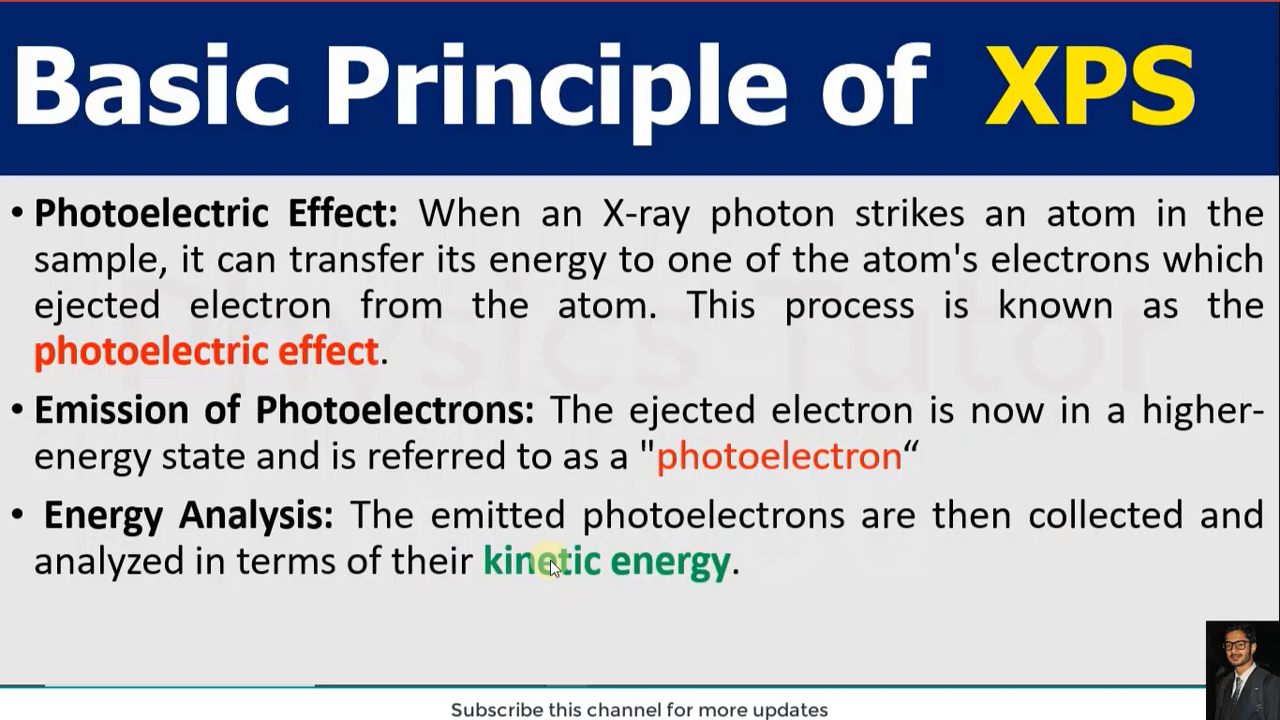 Basic Principle of XPS
• Photoelectric Effect: When an X-ray photon strikes an atom in the
sample, it can transfer its energy to one of the atom's electrons which
ejected electron from the atom. This process is known as the
photoelectric effect.
• Emission of Photoelectrons: The ejected electron is now in a higher-
energy state and is referred to as a "photoelectron“
• Energy Analysis: The emitted photoelectrons are then collected and
analyzed in terms of their kinetic energy.
Physics Tutor
Subscribe this channel for more updates